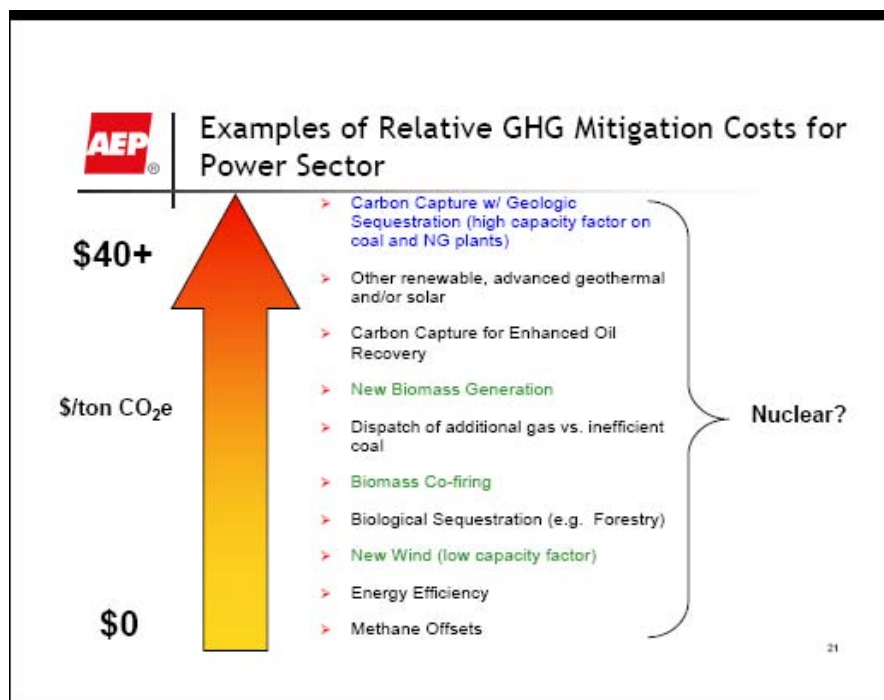 AEP®
Examples of Relative GHG Mitigation Costs for
Power Sector
$40+
$/ton CO₂e
$0
➢ Carbon Capture w/ Geologic
Sequestration (high capacity factor on
coal and NG plants)
➢ Other renewable, advanced geothermal
and/or solar
➢ Carbon Capture for Enhanced Oil
Recovery
➢ New Biomass Generation
➢ Dispatch of additional gas vs. inefficient
coal
➢ Biomass Co-firing
➢ Biological Sequestration (e.g. Forestry)
➢ New Wind (low capacity factor)
➢ Energy Efficiency
➢ Methane Offsets
Nuclear?
21